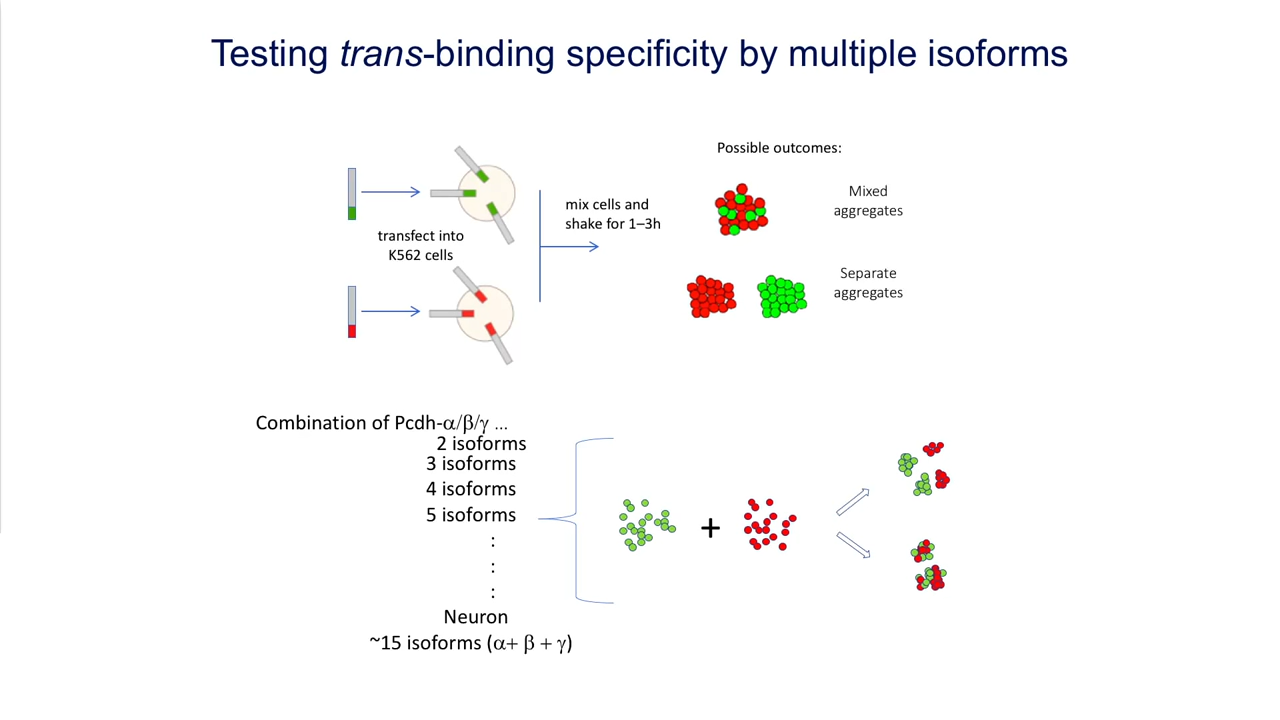 Testing trans-binding specificity by multiple isoforms
Possible outcomes:
Mixed
aggregates
mix cells and
shake for 1–3h
transfect into
K562 cells
Separate
aggregates
Combination of Pcdh-α/β/γ ...
2 isoforms
3 isoforms
4 isoforms
5 isoforms
:
:
:
+
Neuron
~15 isoforms (α+ β + γ)